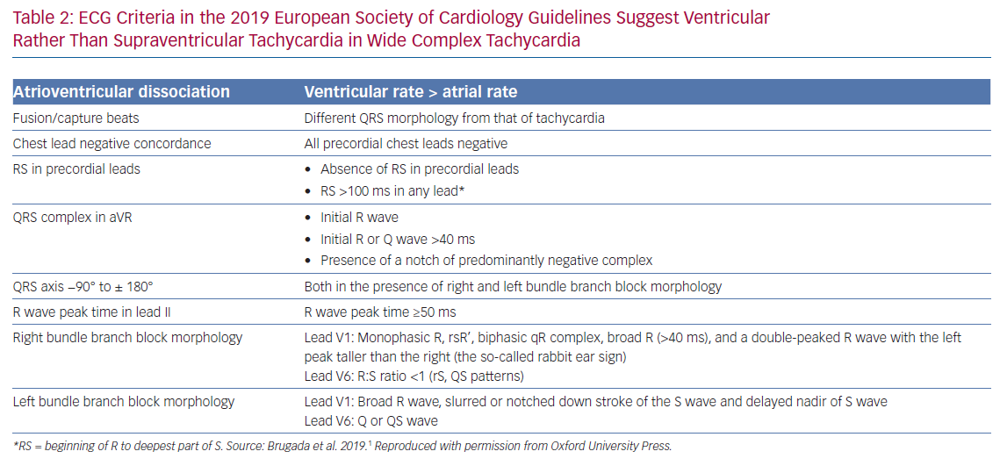 Table 2: ECG Criteria in the 2019 European Society of Cardiology Guidelines Suggest Ventricular
Rather Than Supraventricular Tachycardia in Wide Complex Tachycardia
Atrioventricular dissociation Ventricular rate > atrial rate
Fusion/capture beats Different QRS morphology from that of tachycardia
Chest lead negative concordance All precordial chest leads negative
RS in precordial leads • Absence of RS in precordial leads
• RS >100 ms in any lead*
QRS complex in aVR • Initial R wave
• Initial R or Q wave >40 ms
• Presence of a notch of predominantly negative complex
QRS axis −90° to ± 180° Both in the presence of right and left bundle branch block morphology
R wave peak time in lead II R wave peak time ≥50 ms
Right bundle branch block morphology Lead V1: Monophasic R, rsR′, biphasic qR complex, broad R (>40 ms), and a double-peaked R wave with the left
peak taller than the right (the so-called rabbit ear sign)
Lead V6: R:S ratio <1 (rS, QS patterns)
Left bundle branch block morphology Lead V1: Broad R wave, slurred or notched down stroke of the S wave and delayed nadir of S wave
Lead V6: Q or QS wave
*RS = beginning of R to deepest part of S. Source: Brugada et al. 2019.1 Reproduced with permission from Oxford University Press.